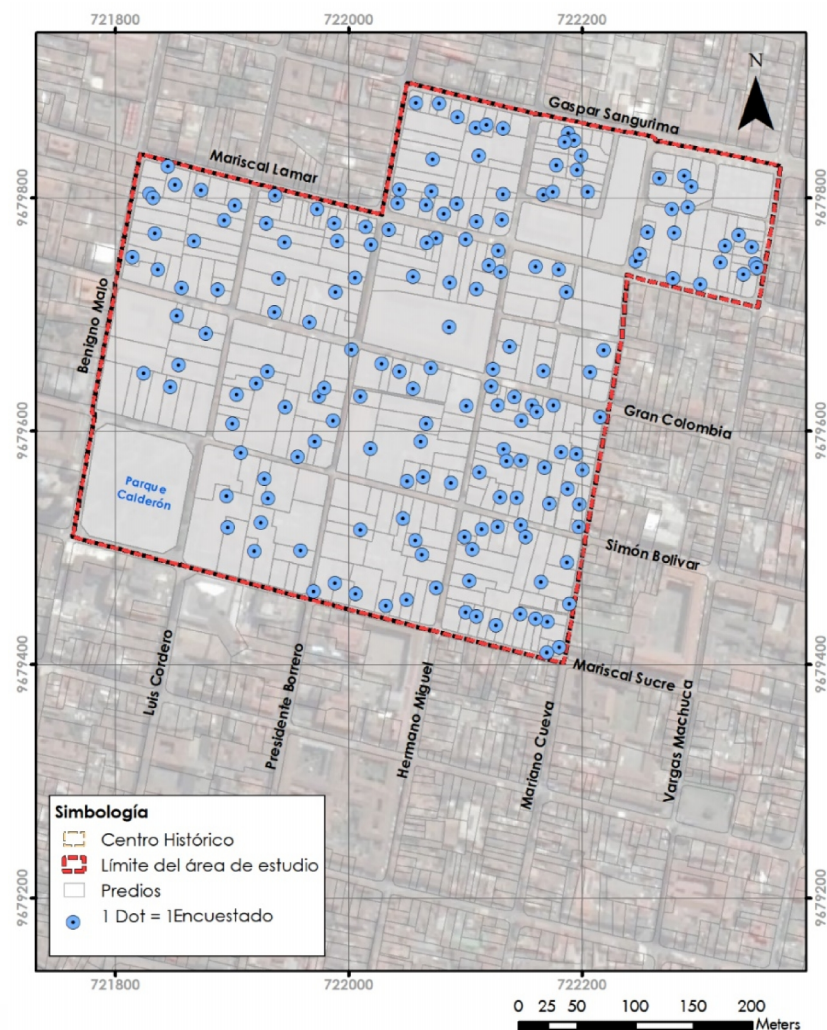 721800
722000
722200
N
Gaspar Sangurima
Mariscal Lamar
9679800
9679800
Benigno Malo
9679600
9679600
Gran Colombia
Parque
Calderón
Simón Bolivar
9679400
9679400
Mariscal Sucre
Luis Cordero
Presidente Borrero
Hermano Miguel
Mariano Cueva
Vargas Machuca
Simbología
Centro Histórico
Límite del área de estudio
Predios
1 Dot = 1Encuestado
9679200
9679200
721800
722000
722200
0 25 50 100 150 200
Meters